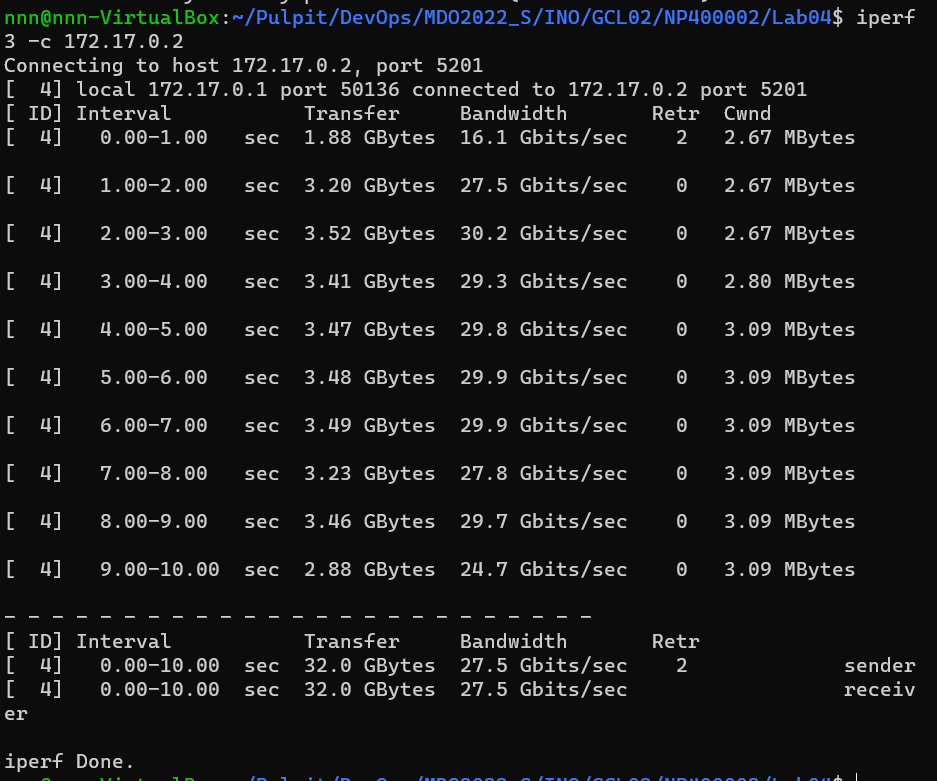 nnn@nnn-VirtualBox:~/Pulpit/DevOps/MDO2022_S/INO/GCL02/NP400002/Lab04$ iperf
3 -c 172.17.0.2
Connecting to host 172.17.0.2, port 5201
[  4] local 172.17.0.1 port 50136 connected to 172.17.0.2 port 5201
[ ID] Interval           Transfer     Bandwidth       Retr  Cwnd
[  4]   0.00-1.00   sec  1.88 GBytes  16.1 Gbits/sec    2   2.67 MBytes
[  4]   1.00-2.00   sec  3.20 GBytes  27.5 Gbits/sec    0   2.67 MBytes
[  4]   2.00-3.00   sec  3.52 GBytes  30.2 Gbits/sec    0   2.67 MBytes
[  4]   3.00-4.00   sec  3.41 GBytes  29.3 Gbits/sec    0   2.80 MBytes
[  4]   4.00-5.00   sec  3.47 GBytes  29.8 Gbits/sec    0   3.09 MBytes
[  4]   5.00-6.00   sec  3.48 GBytes  29.9 Gbits/sec    0   3.09 MBytes
[  4]   6.00-7.00   sec  3.49 GBytes  29.9 Gbits/sec    0   3.09 MBytes
[  4]   7.00-8.00   sec  3.23 GBytes  27.8 Gbits/sec    0   3.09 MBytes
[  4]   8.00-9.00   sec  3.46 GBytes  29.7 Gbits/sec    0   3.09 MBytes
[  4]   9.00-10.00  sec  2.88 GBytes  24.7 Gbits/sec    0   3.09 MBytes
- - - - - - - - - - - - - - - - - - - - - - - - -
[ ID] Interval           Transfer     Bandwidth       Retr
[  4]   0.00-10.00  sec  32.0 GBytes  27.5 Gbits/sec    2             sender
[  4]   0.00-10.00  sec  32.0 GBytes  27.5 Gbits/sec                  receiv
er
iperf Done.